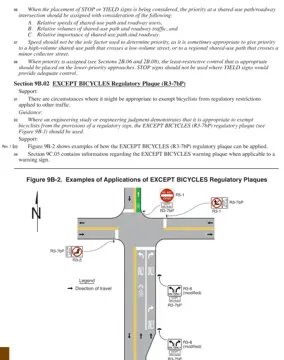 05 When the placement of STOP or YIELD signs is being considered, the priority at a shared use path/roadway
intersection should be assigned with consideration of the following:
A. Relative speeds of shared use path and roadway users,
B. Relative volumes of shared use path and roadway traffic, and
C. Relative importance of shared use path and roadway.
Speed should not be the sole factor used to determine priority, as it is sometimes appropriate to give priority
to a high-volume shared use path that crosses a low-volume street, or to a regional shared-use path that crosses a
minor collector street.
When priority is assigned (see Sections 2B.06 and 2B.08), the least-restrictive control that is appropriate
should be placed on the lower-priority approaches. STOP signs should not be used where YIELD signs would
provide adequate control.
Section 9B.02 EXCEPT BICYCLES Regulatory Plaque (R3-7bP)
Support:
There are circumstances where it might be appropriate to exempt bicyclists from regulatory restrictions
applied to other traffic.
Guidance:
Where an engineering study or engineering judgment demonstrates that it is appropriate to exempt
bicyclists from the provisions of a regulatory sign, the EXCEPT BICYCLES (R3-7bP) regulatory plaque (see
Figure 9B-1) should be used.
Support:
Figure 9B-2 shows examples of how the EXCEPT BICYCLES (R3-7bP) regulatory plaque can be applied.
Section 9C.05 contains information regarding the EXCEPT BICYCLES warning plaque when applicable to a
warning sign.
Figure 9B-2. Examples of Applications of EXCEPT BICYCLES Regulatory Plaques
N
R5-1
R3-7bP
R3-7bP
R3-1
R3-7bP
R3-2
Legend
Direction of travel
R3-8
(modified)
R3-7bP
R3-8
(modified)
R3-7bP